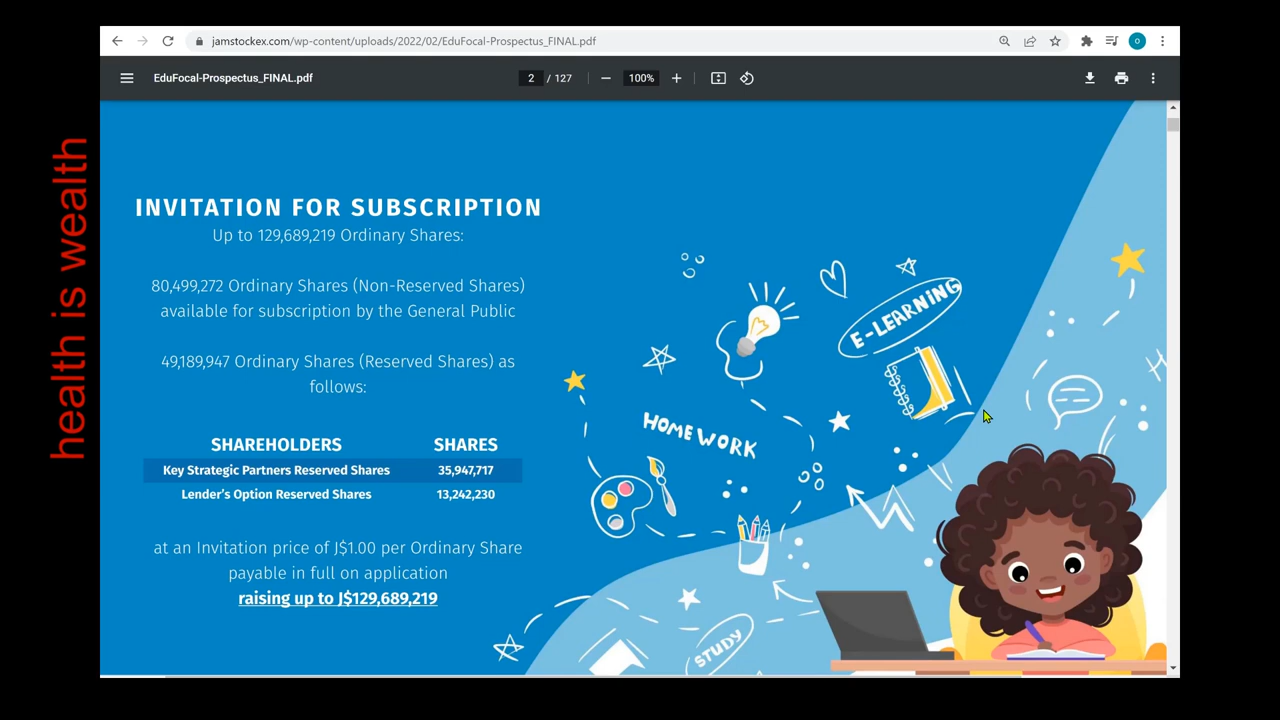 jamstockex.com/wp-content/uploads/2022/02/EduFocal-Prospectus_FINAL.pdf
o
EduFocal-Prospectus_FINAL.pdf
2 / 127
100%
health is wealth
INVITATION FOR SUBSCRIPTION
Up to 129,689,219 Ordinary Shares:
80,499,272 Ordinary Shares (Non-Reserved Shares)
available for subscription by the General Public
49,189,947 Ordinary Shares (Reserved Shares) as
follows:
SHAREHOLDERS SHARES
Key Strategic Partners Reserved Shares 35,947,717
Lender's Option Reserved Shares 13,242,230
at an Invitation price of J$1.00 per Ordinary Share
payable in full on application
raising up to J$129,689,219
E-LEARNING
HOMEWORK
STUDY